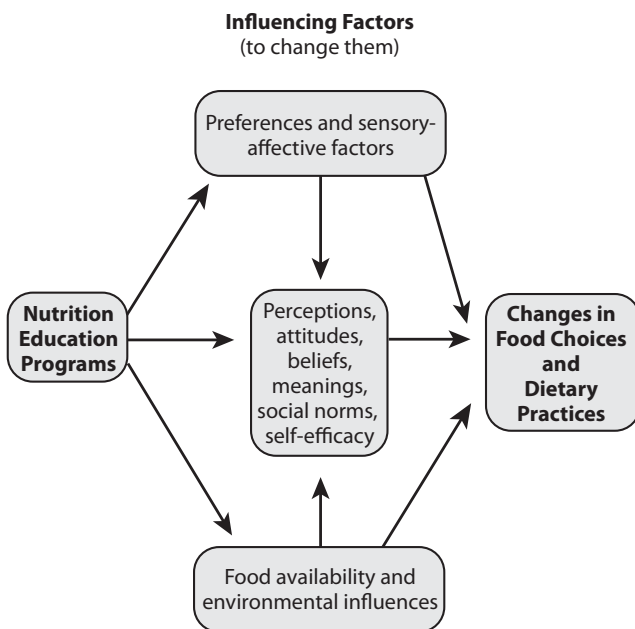 Influencing Factors
(to change them)
Preferences and sensory-
affective factors
Nutrition
Education
Programs
Perceptions,
attitudes,
beliefs,
meanings,
social norms,
self-efficacy
Changes in
Food Choices
and
Dietary
Practices
Food availability and
environmental influences